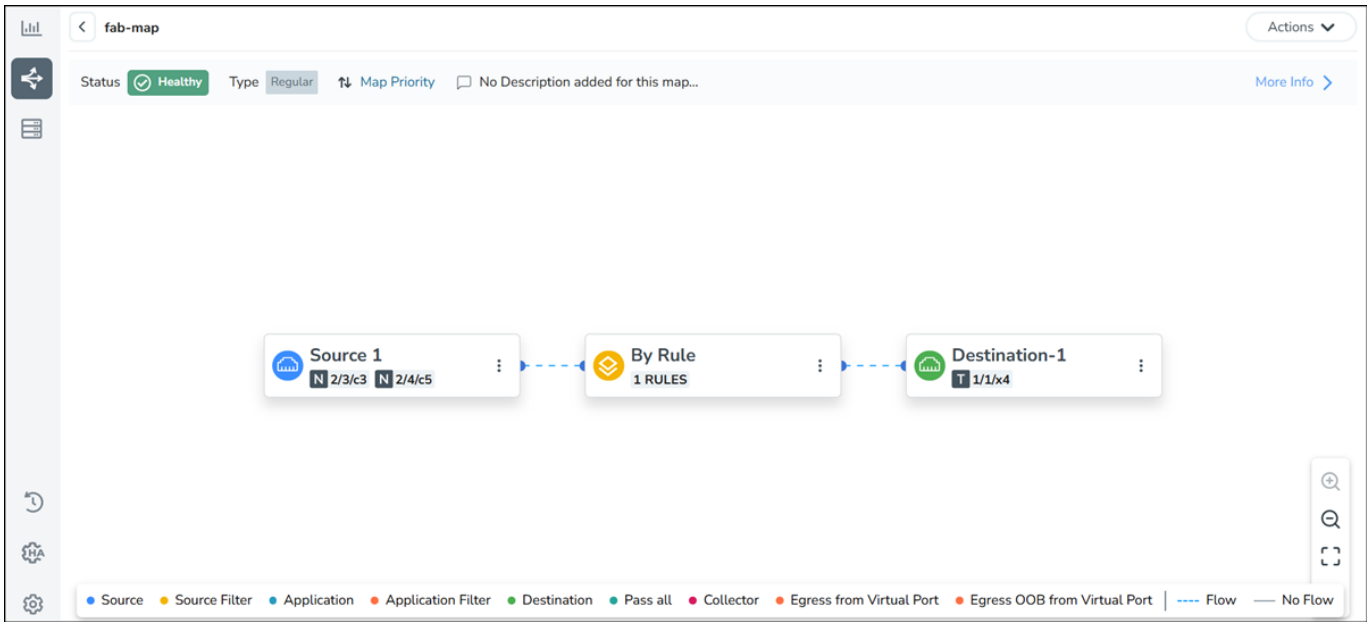 fab-map
Actions
Status Healthy Type Regular Map Priority No Description added for this map... More Info
Source 1
N 2/3/c3 N 2/4/c5
By Rule
1 RULES
Destination-1
T 1/1/x4
HA
Source Source Filter Application Application Filter Destination Pass all Collector Egress from Virtual Port Egress OOB from Virtual Port Flow No Flow